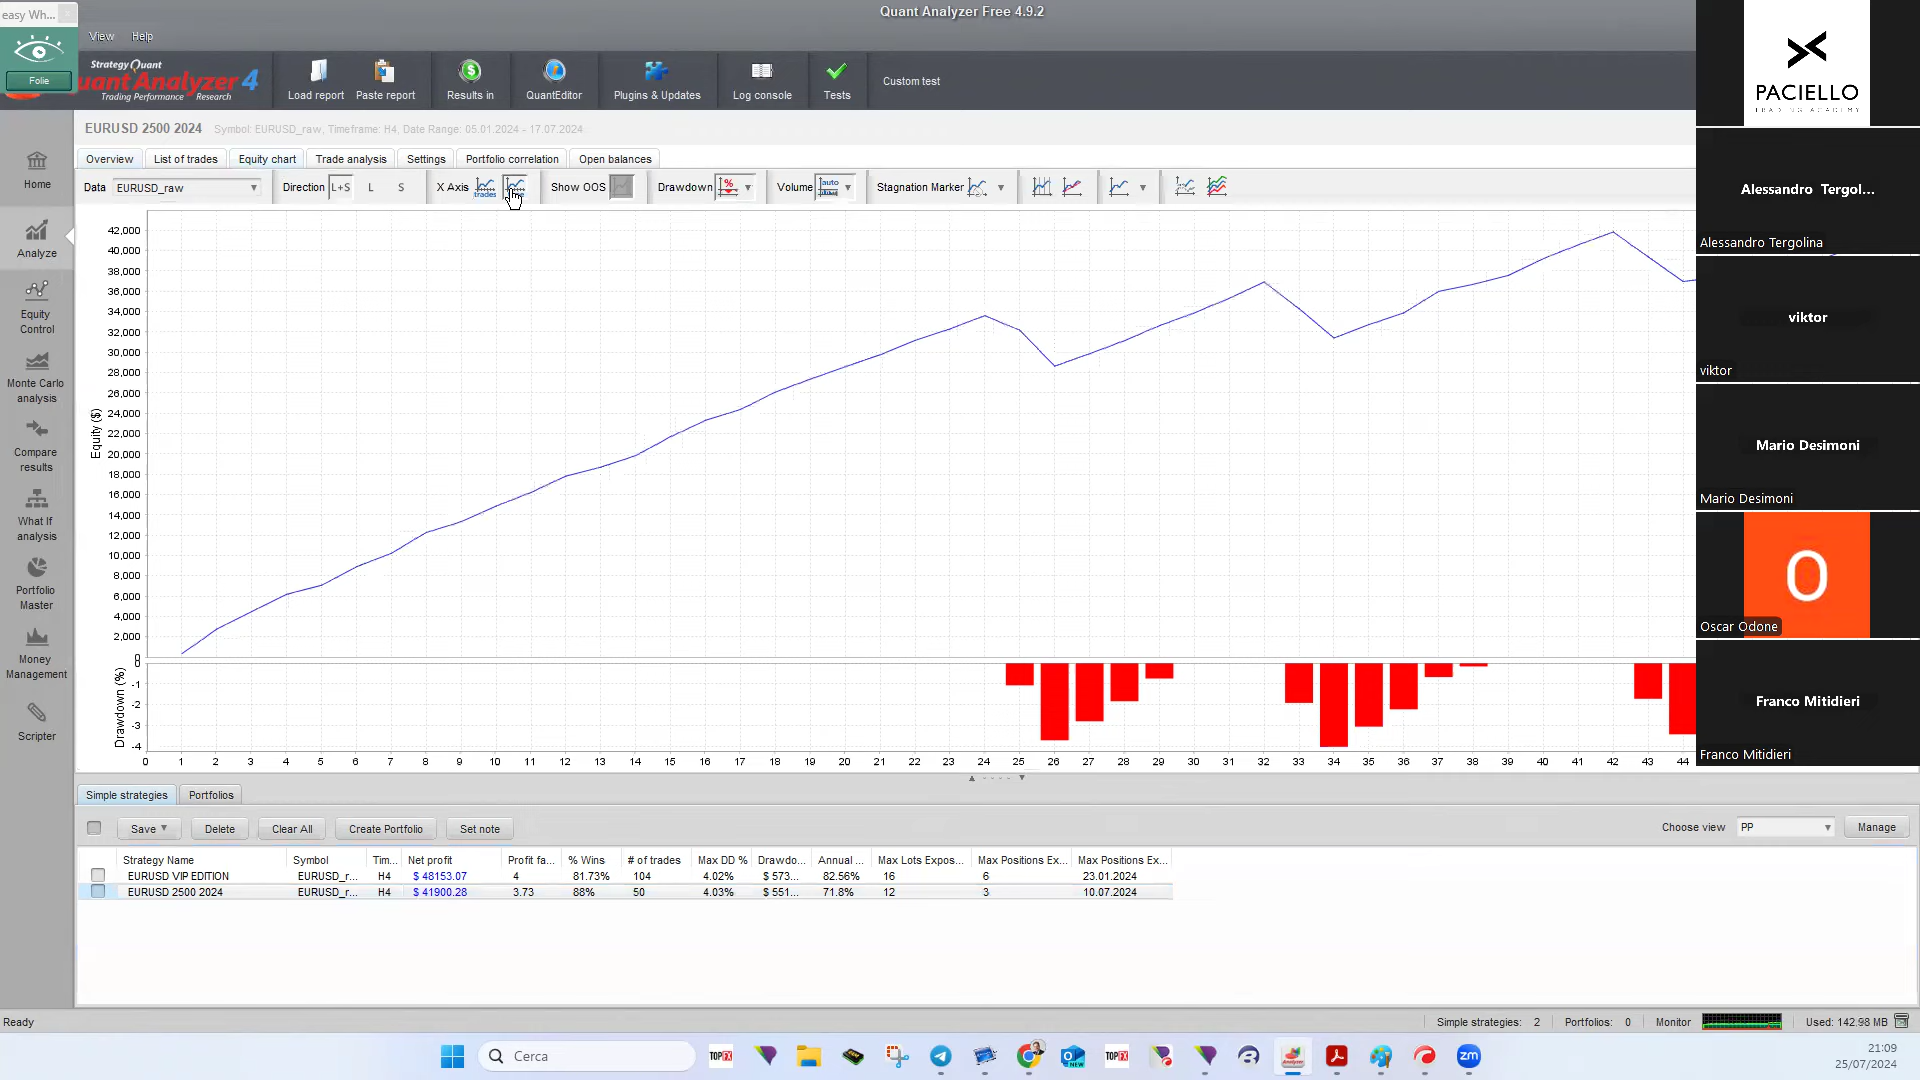 easy Wh...
Quant Analyzer Free 4.9.2
View Help
Folie
StrategyQuant
uantAnalyzer 4
Trading Performance Research
Load report
Paste report
Results in
QuantEditor
Plugins & Updates
Log console
Tests
Custom test
EURUSD 2500 2024
Symbol: EURUSD_raw, Timeframe: H4, Date Range: 05.01.2024 - 17.07.2024
Overview
List of trades
Equity chart
Trade analysis
Settings
Portfolio correlation
Open balances
Data
EURUSD_raw
Direction
L+S
L
S
X Axis
trades
Show OOS
Drawdown
Volume
auto
Stagnation Marker
Home
Analyze
Equity
Control
Monte Carlo
analysis
Compare
results
What If
analysis
Portfolio
Master
Money
Management
Scripter
Equity ($)
42,000
40,000
38,000
36,000
34,000
32,000
30,000
28,000
26,000
24,000
22,000
20,000
18,000
16,000
14,000
12,000
10,000
8,000
6,000
4,000
2,000
0
Drawdown (%)
0
-1
-2
-3
-4
0 1 2 3 4 5 6 7 8 9 10 11 12 13 14 15 16 17 18 19 20 21 22 23 24 25 26 27 28 29 30 31 32 33 34 35 36 37 38 39 40 41 42 43 44
PACIELLO
TRADING ACADEMY
Alessandro Tergol...
Alessandro Tergolina
viktor
viktor
Mario Desimoni
Mario Desimoni
O
Oscar Odone
Franco Mitidieri
Franco Mitidieri
Simple strategies
Portfolios
Save
Delete
Clear All
Create Portfolio
Set note
Choose view
PP
Manage
Strategy Name Symbol Tim... Net profit Profit fa... % Wins # of trades Max DD % Drawdo... Annual ... Max Lots Expos... Max Positions Ex... Max Positions Ex...
EURUSD VIP EDITION EURUSD_r... H4 $ 48153.07 4 81.73% 104 4.02% $ 573... 82.56% 16 6 23.01.2024
EURUSD 2500 2024 EURUSD_r... H4 $ 41900.28 3.73 88% 50 4.03% $ 551... 71.8% 12 3 10.07.2024
Ready
Simple strategies: 2
Portfolios: 0
Monitor
Used: 142.98 MB
Cerca
TOPFX
NEW
TOPFX
Analyzer
zm
21:09
25/07/2024